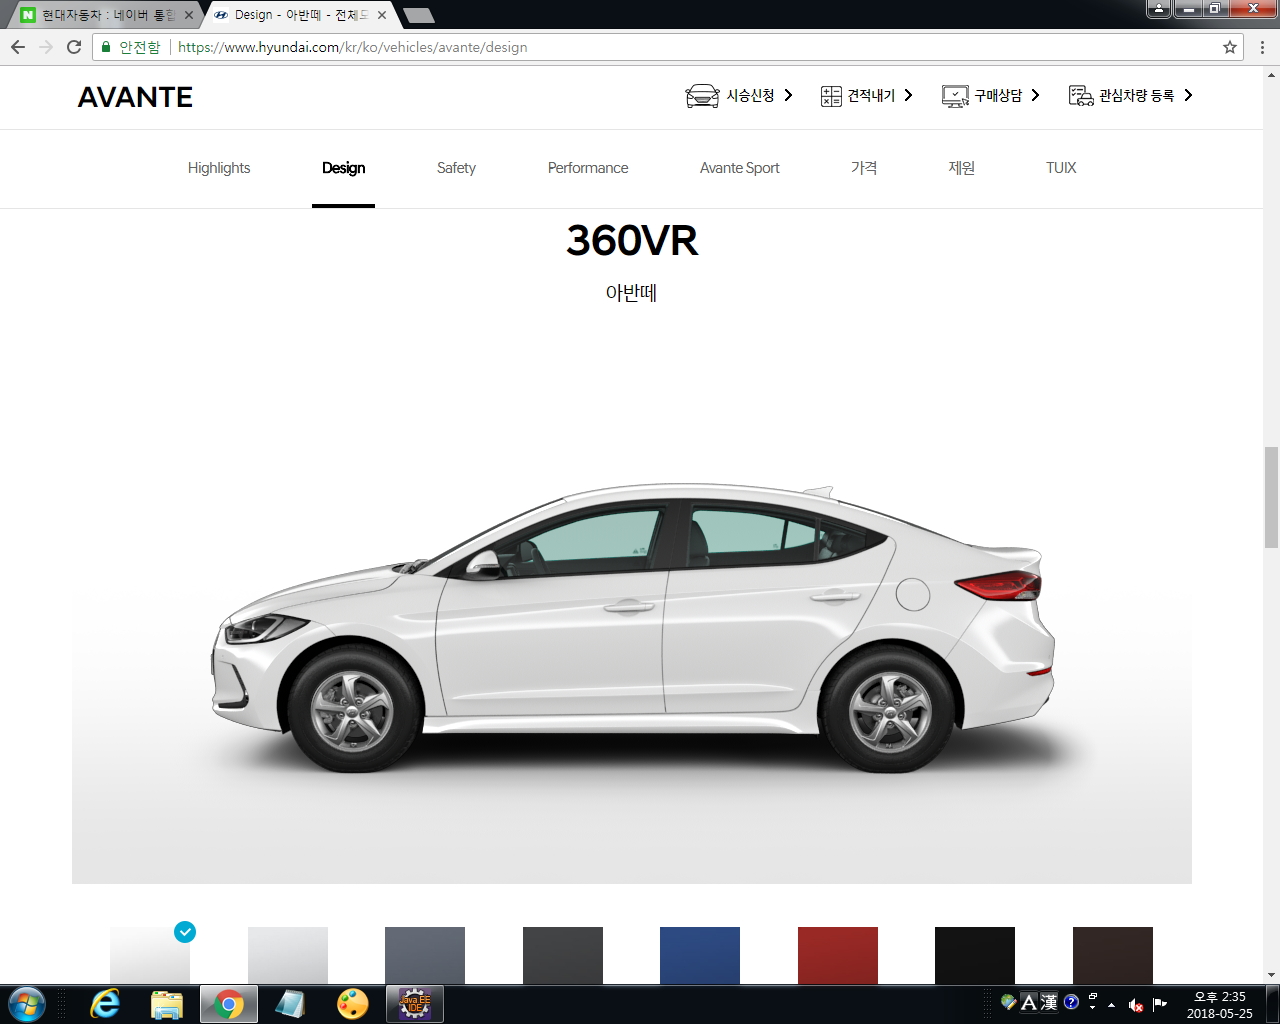 현대자동차 : 네이버 통합
Design - 아반떼 - 전체모
안전함
https://www.hyundai.com/kr/ko/vehicles/avante/design
AVANTE
시승신청
견적내기
구매상담
관심차량 등록
Highlights
Design
Safety
Performance
Avante Sport
가격
제원
TUIX
360VR
아반떼
Java EE
IDE
A漢
오후 2:35
2018-05-25